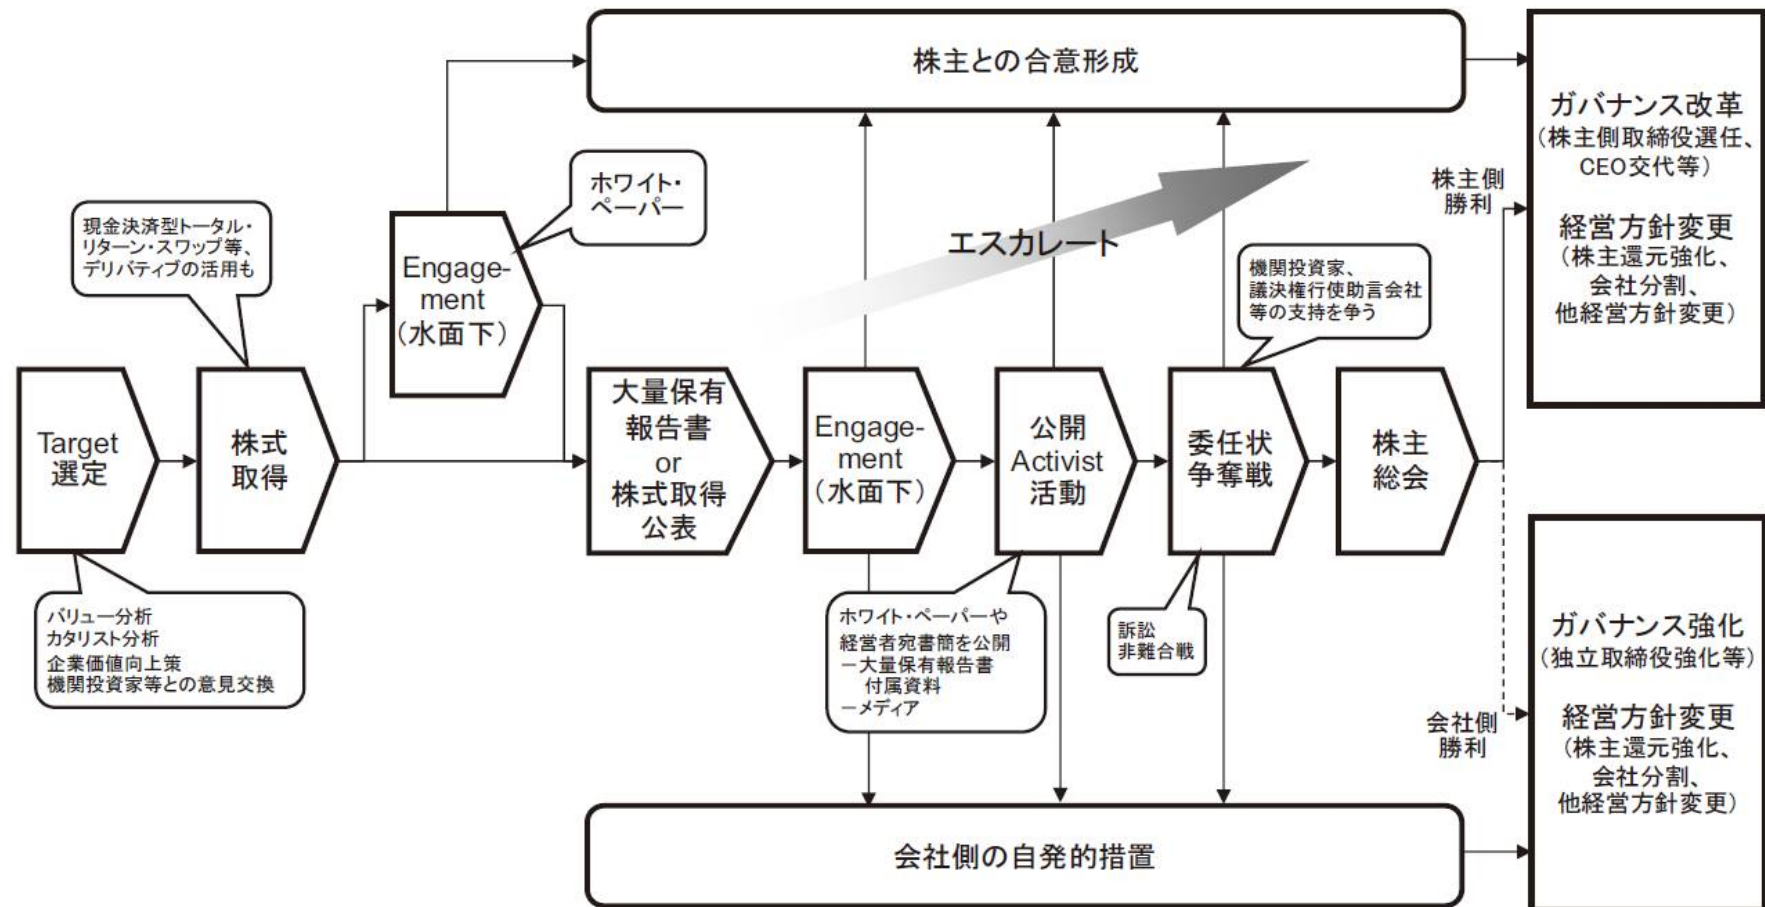 株主との合意形成
ガバナンス改革
(株主側取締役選任、
CEO交代等)
経営方針変更
(株主還元強化、
会社分割、
他経営方針変更)
株主側
勝利
ホワイト・
ペーパー
現金決済型トータル・
リターン・スワップ等、
デリバティブの活用も
Engage-
ment
(水面下)
エスカレート
機関投資家、
議決権行使助言会社
等の支持を争う
Target
選定
株式
取得
大量保有
報告書
or
株式取得
公表
Engage-
ment
(水面下)
公開
Activist
活動
委任状
争奪戦
株主
総会
バリュー分析
カタリスト分析
企業価値向上策
機関投資家等との意見交換
ホワイト・ペーパーや
経営者宛書簡を公開
－大量保有報告書
付属資料
－メディア
訴訟
非難合戦
会社側
勝利
ガバナンス強化
(独立取締役強化等)
経営方針変更
(株主還元強化、
会社分割、
他経営方針変更)
会社側の自発的措置